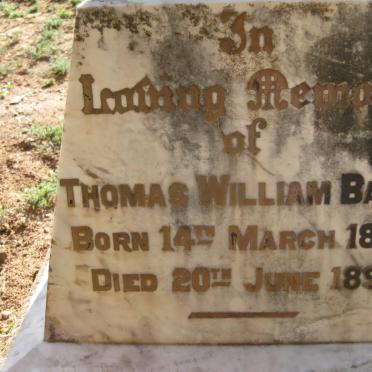 In
Loving Memo
of
THOMAS WILLIAM BA
BORN 14TH MARCH 18
DIED 20TH JUNE 189